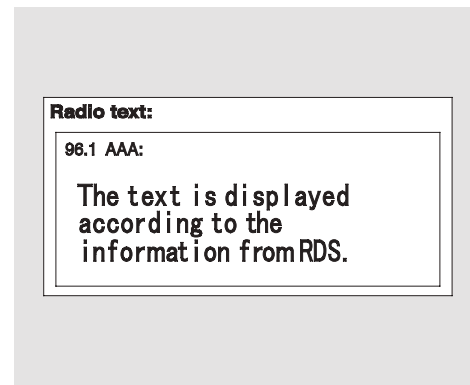 Radio text:
96.1 AAA:
The text is displayed
according to the
information from RDS.